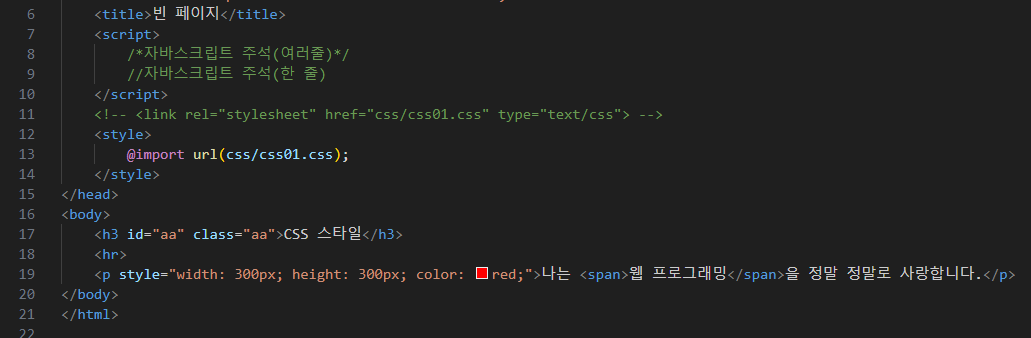 6 <title>빈 페이지</title>
7 <script>
8 /*자바스크립트 주석(여러줄)*/
9 //자바스크립트 주석(한 줄)
10 </script>
11 <!-- <link rel="stylesheet" href="css/css01.css" type="text/css"> -->
12 <style>
13 @import url(css/css01.css);
14 </style>
15 </head>
16 <body>
17 <h3 id="aa" class="aa">CSS 스타일</h3>
18 <hr>
19 <p style="width: 300px; height: 300px; color: red;">나는 <span>웹 프로그래밍</span>을 정말 정말로 사랑합니다.</p>
20 </body>
21 </html>
22